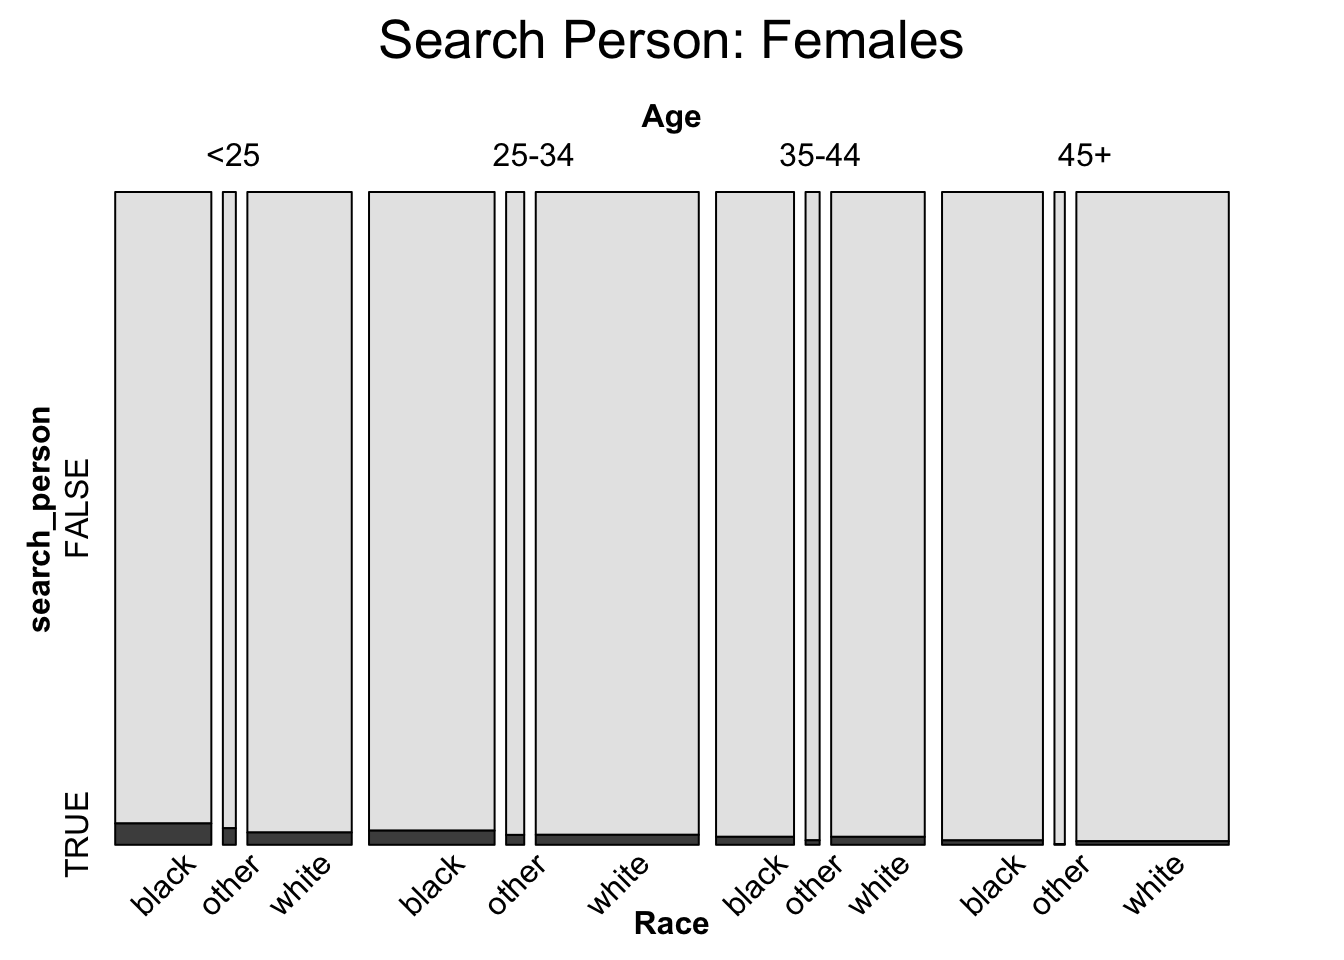 Search Person: Females
Age
<25 25-34 35-44 45+
search_person
FALSE
TRUE
black other white black other white black other white black other white
Race